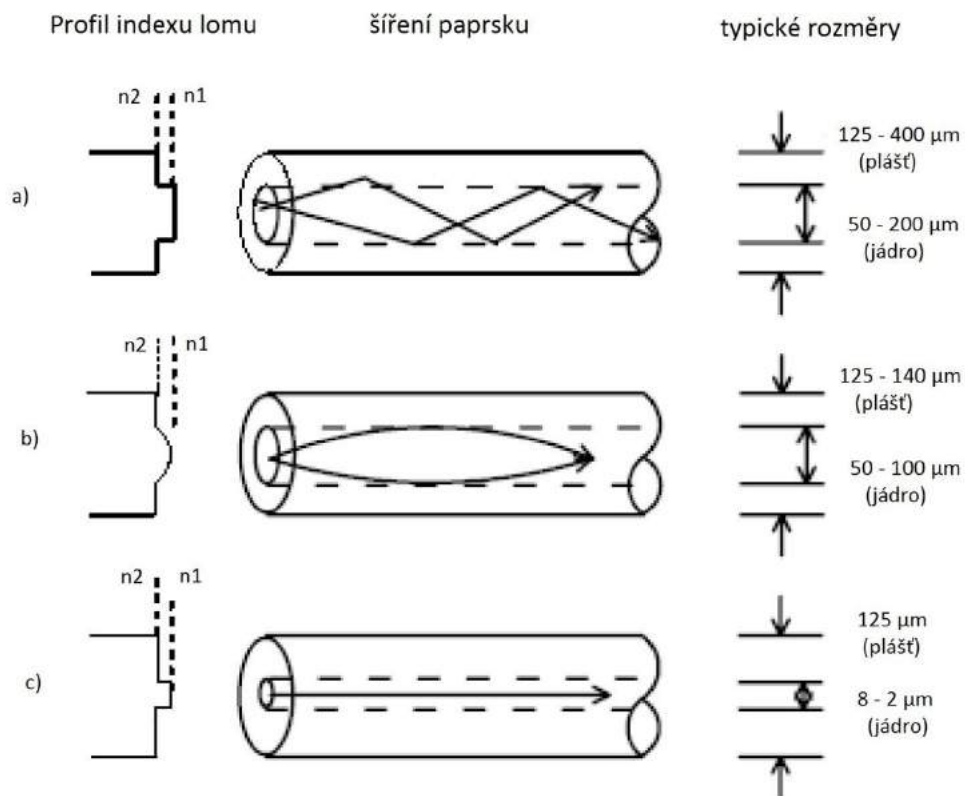 Profil indexu lomu
šíření paprsku
typické rozměry
n2 n1
a)
125 - 400 µm
(plášť)
50 - 200 µm
(jádro)
n2 n1
b)
125 - 140 µm
(plášť)
50 - 100 µm
(jádro)
n2 n1
c)
125 µm
(plášť)
8 - 2 µm
(jádro)